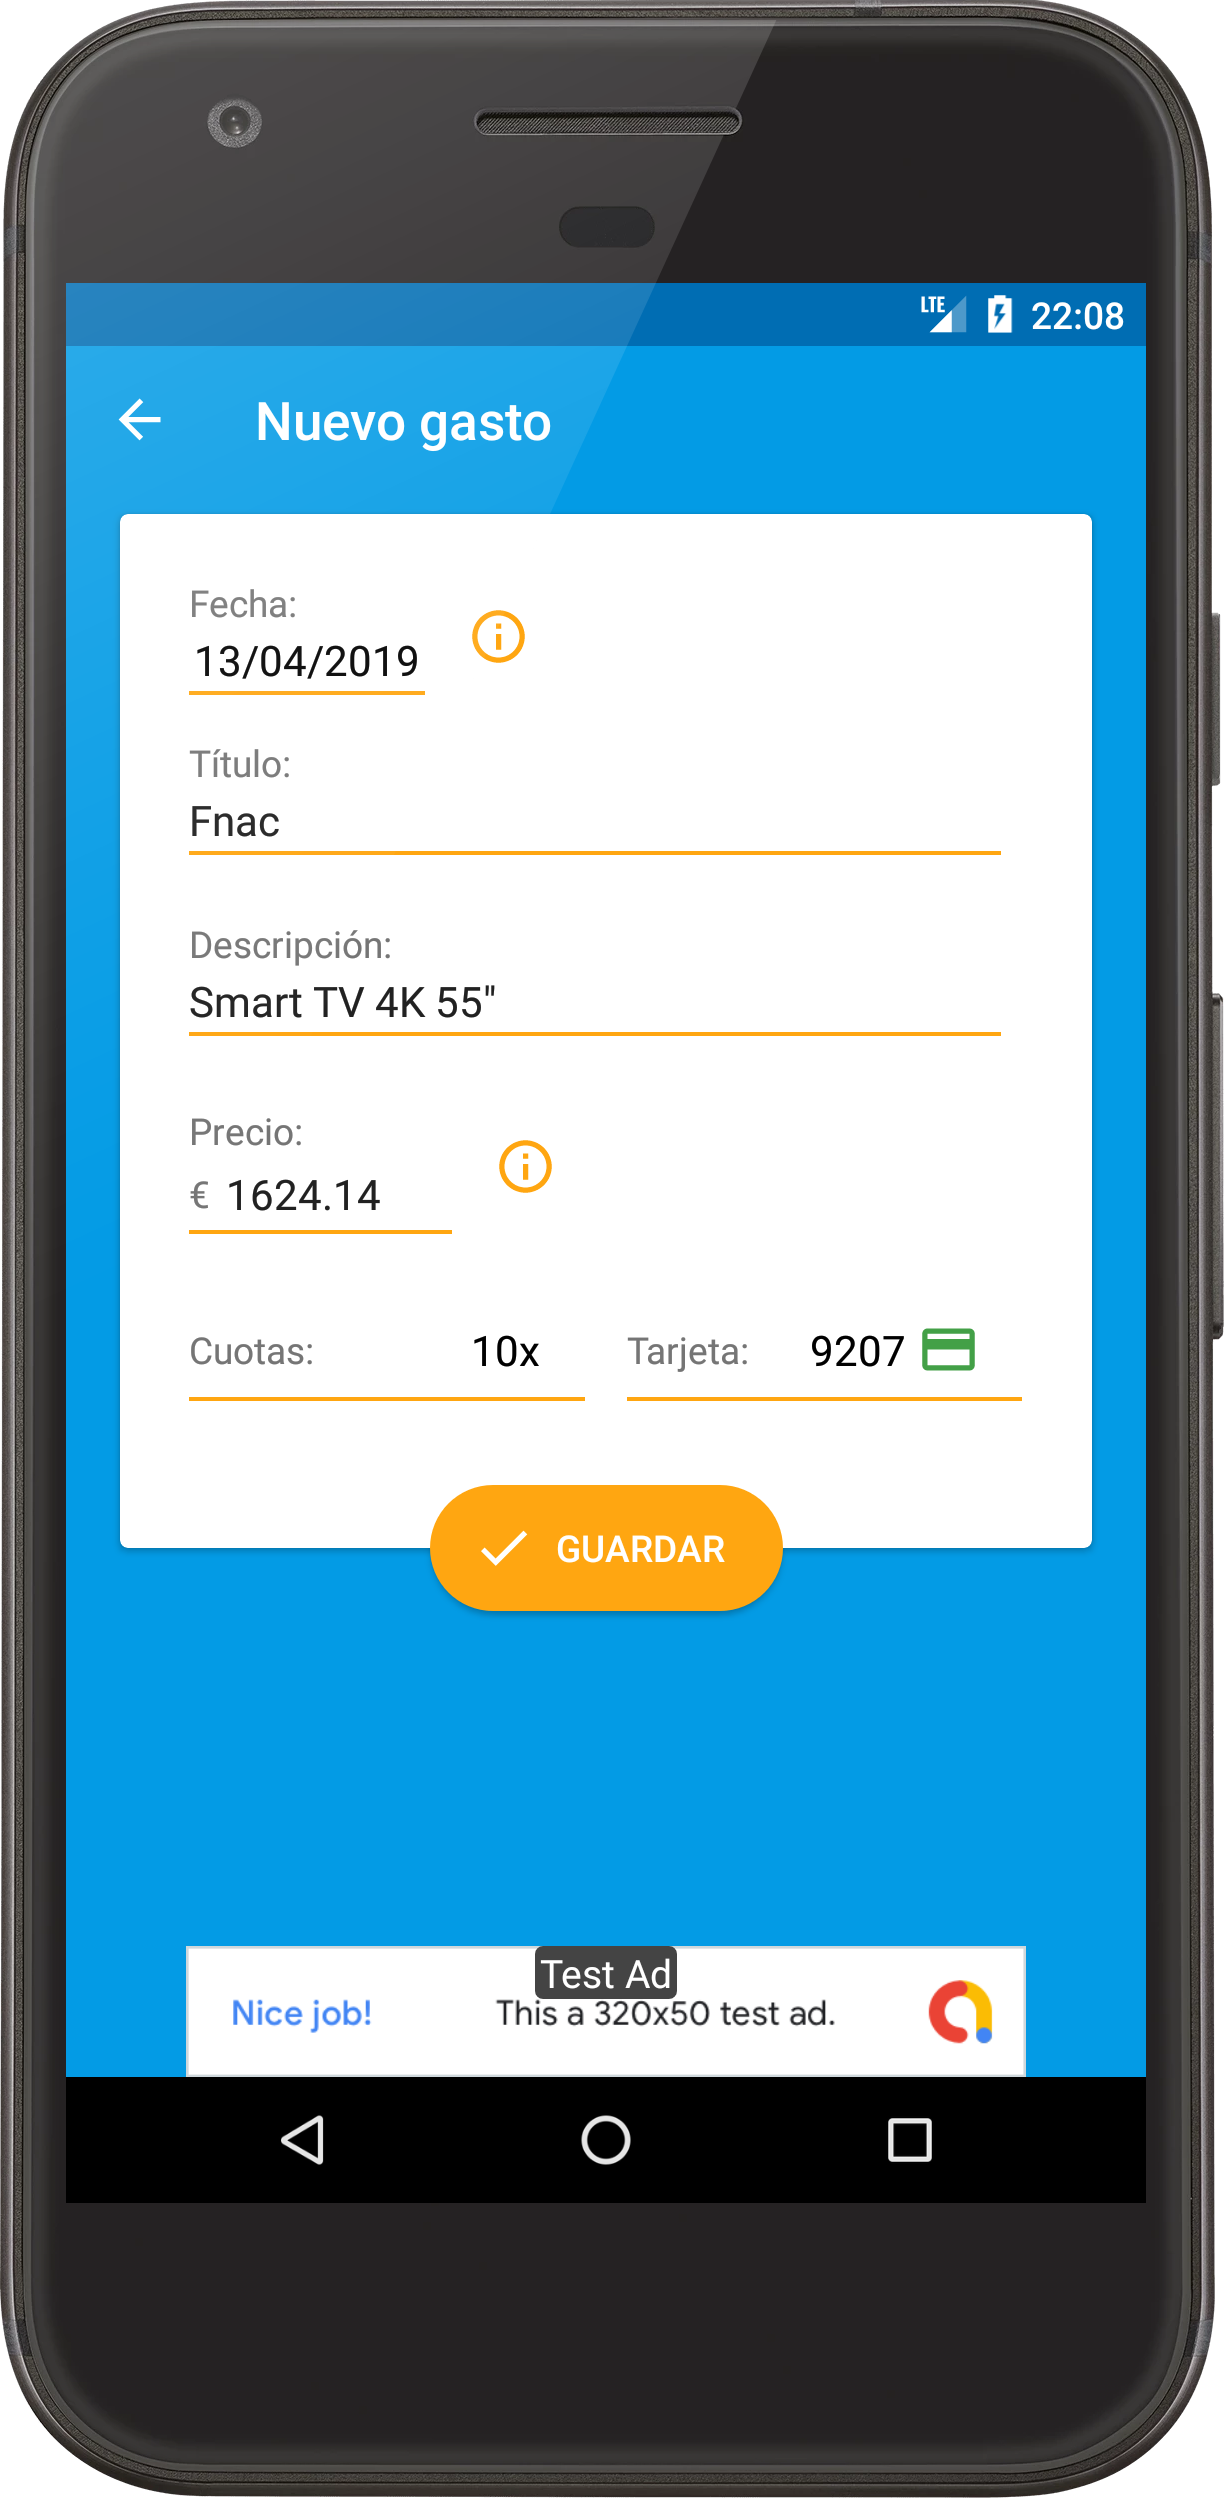 LTE 22:08
Nuevo gasto
Fecha:
13/04/2019
Título:
Fnac
Descripción:
Smart TV 4K 55"
Precio:
€ 1624.14
Cuotas: 10x Tarjeta: 9207
GUARDAR
Test Ad
Nice job! This a 320x50 test ad.